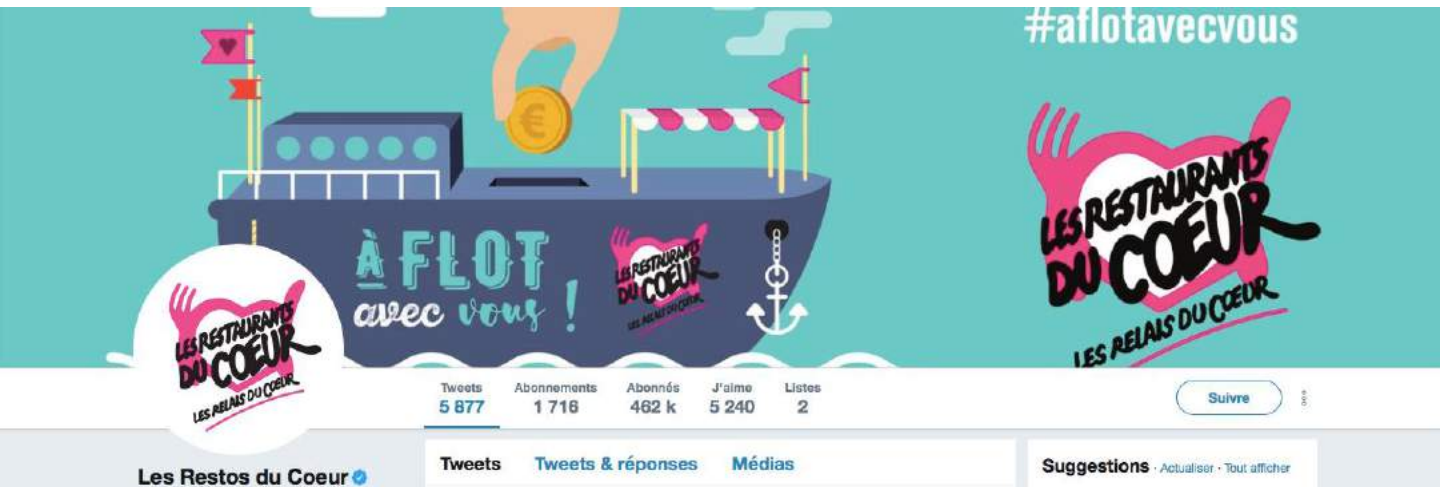 #aflotavecvous
À FLOT
avec vous !
LES RESTAURANTS
DU COEUR
LES RELAIS DU COEUR
LES RESTAURANTS
DU COEUR
LES RELAIS DU COEUR
LES RESTAURANTS
DU COEUR
LES RELAIS DU COEUR
Tweets Abonnements Abonnés J'aime Listes
5 877 1 716 462 k 5 240 2
Suivre
Les Restos du Coeur
Tweets Tweets & réponses Médias
Suggestions · Actualiser · Tout afficher